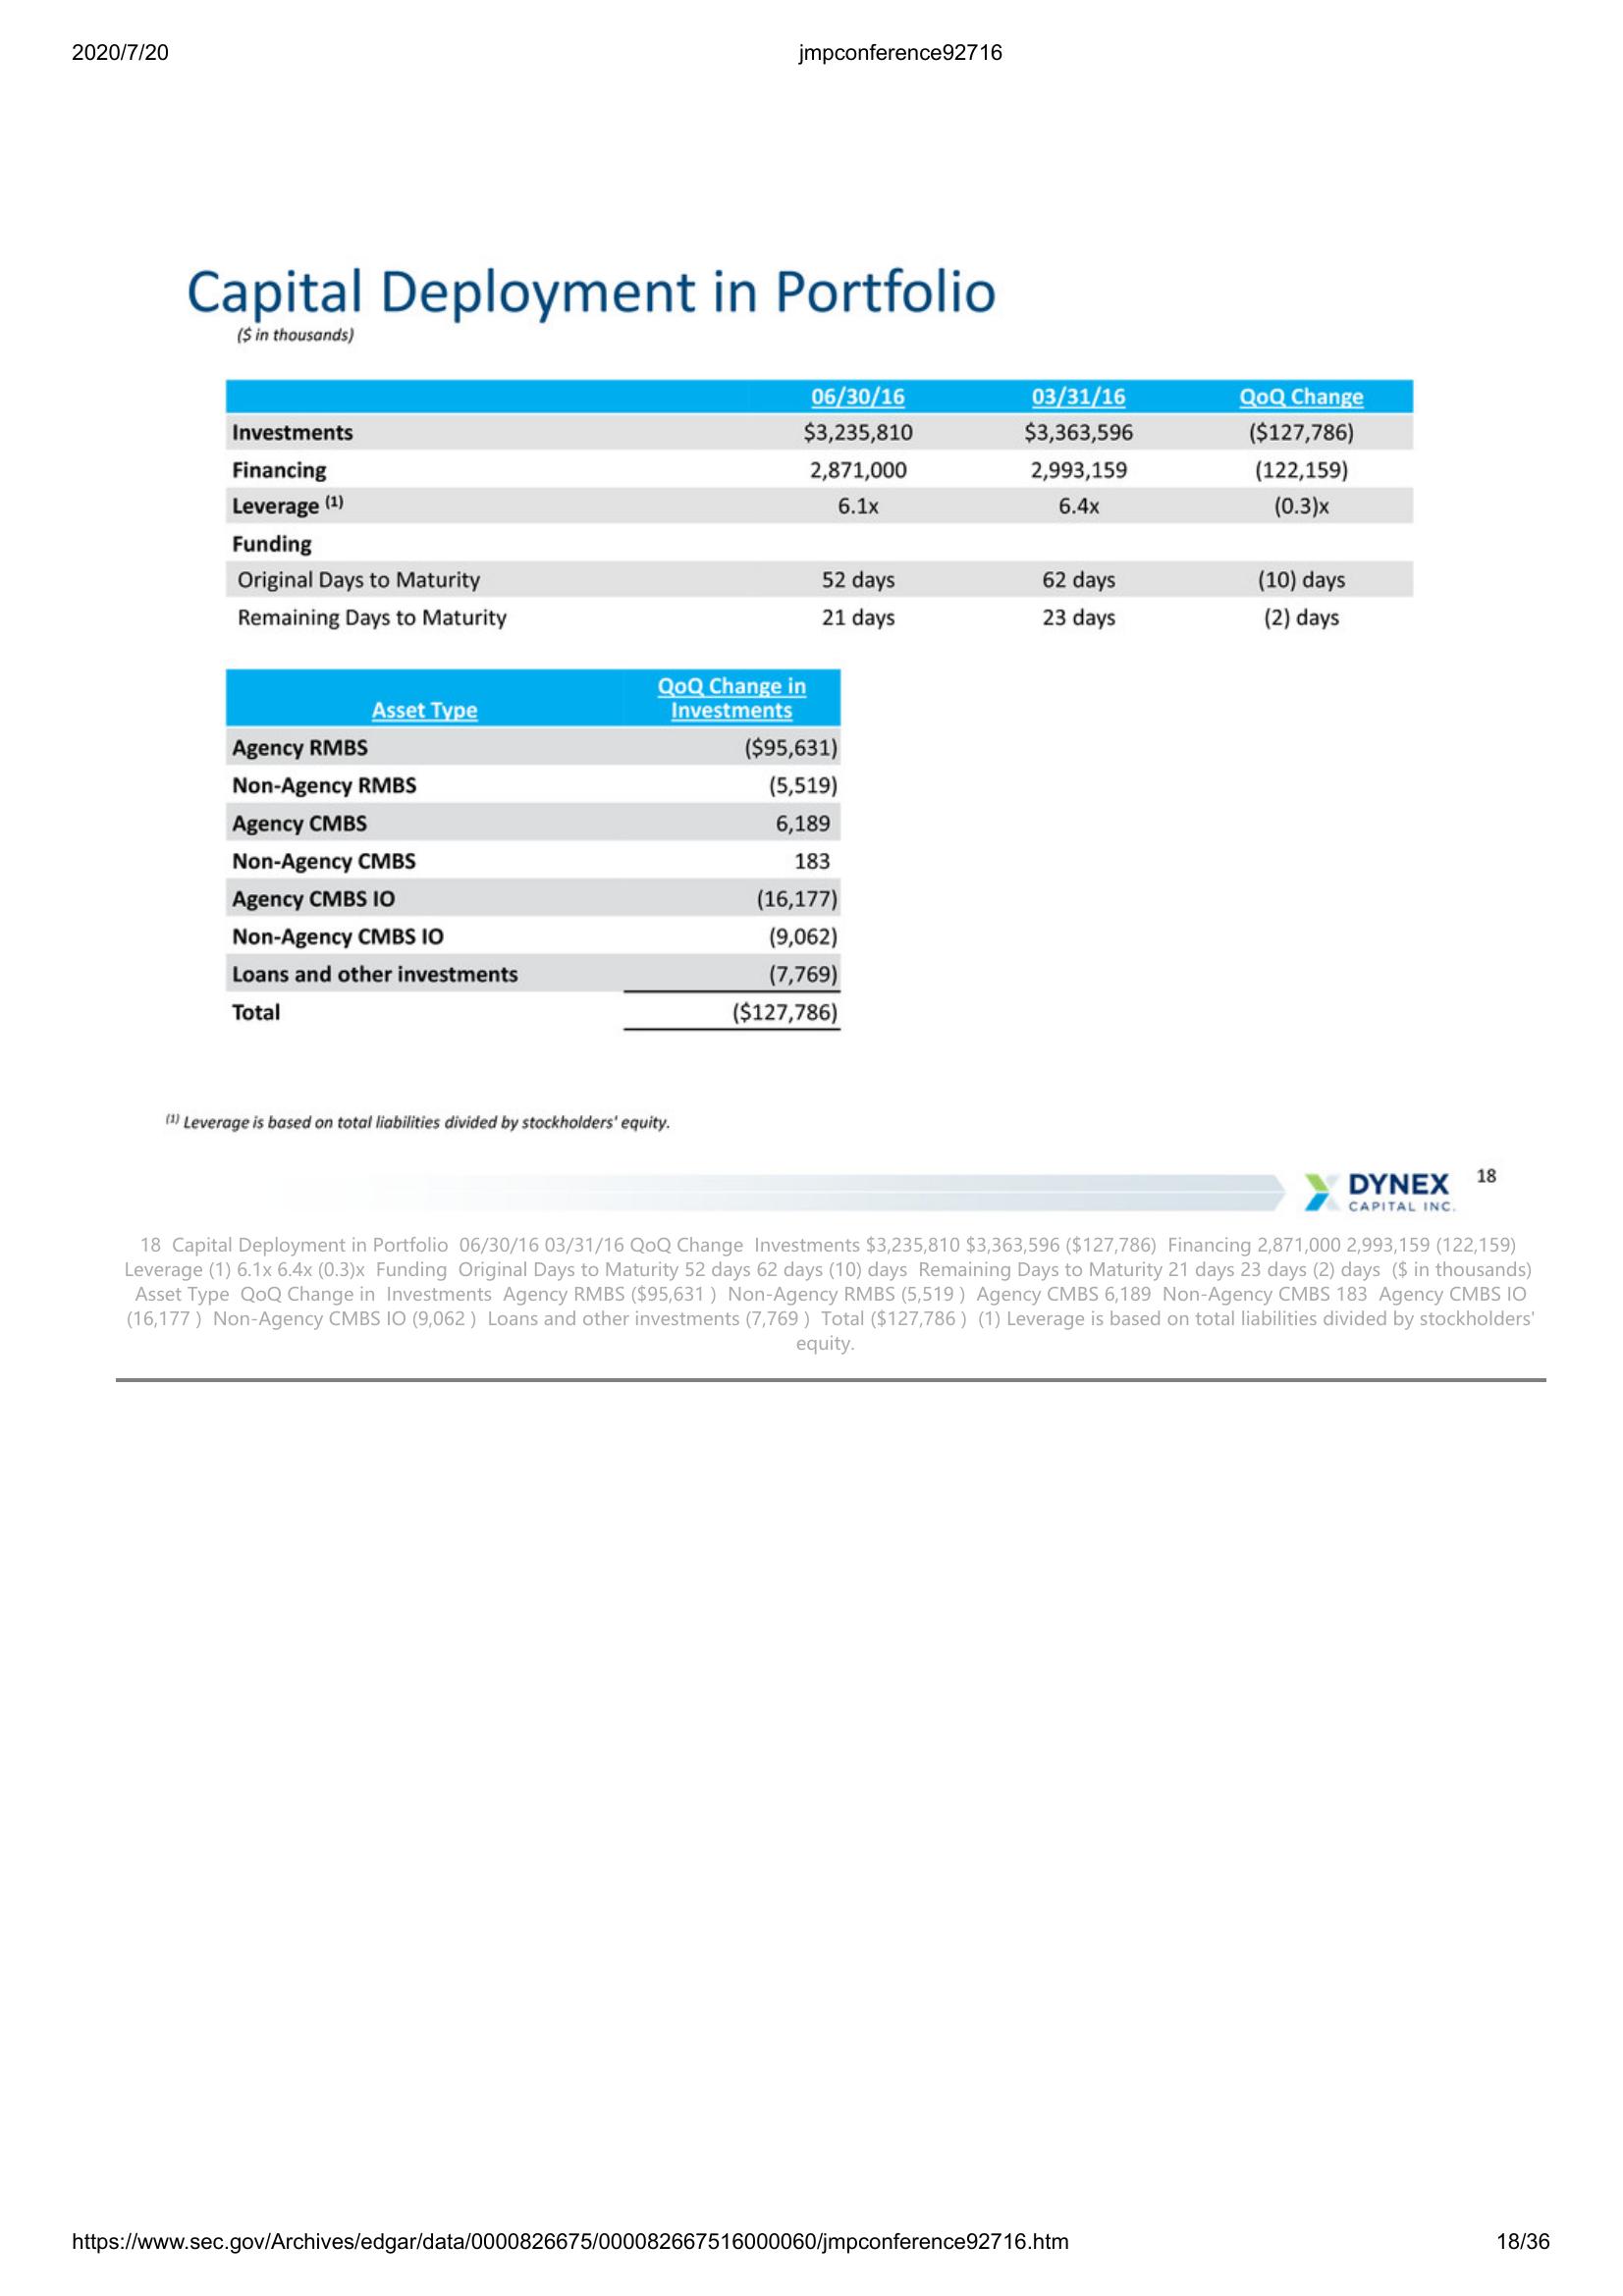 2020/7/20 jmpconference92716
Capital Deployment in Portfolio
($ in thousands)
06/30/16 03/31/16 QoQ Change
Investments $3,235,810 $3,363,596 ($127,786)
Financing 2,871,000 2,993,159 (122,159)
Leverage (1) 6.1x 6.4x (0.3)x
Funding
Original Days to Maturity 52 days 62 days (10) days
Remaining Days to Maturity 21 days 23 days (2) days
QoQ Change in
Asset Type Investments
Agency RMBS ($95,631)
Non-Agency RMBS (5,519)
Agency CMBS 6,189
Non-Agency CMBS 183
Agency CMBS IO (16,177)
Non-Agency CMBS IO (9,062)
Loans and other investments (7,769)
Total ($127,786)
(1) Leverage is based on total liabilities divided by stockholders' equity.
DYNEX 18
CAPITAL INC.
18 Capital Deployment in Portfolio 06/30/16 03/31/16 QoQ Change Investments $3,235,810 $3,363,596 ($127,786) Financing 2,871,000 2,993,159 (122,159)
Leverage (1) 6.1x 6.4x (0.3)x Funding Original Days to Maturity 52 days 62 days (10) days Remaining Days to Maturity 21 days 23 days (2) days ($ in thousands)
Asset Type QoQ Change in Investments Agency RMBS ($95,631 ) Non-Agency RMBS (5,519 ) Agency CMBS 6,189 Non-Agency CMBS 183 Agency CMBS IO
(16,177 ) Non-Agency CMBS IO (9,062 ) Loans and other investments (7,769 ) Total ($127,786 ) (1) Leverage is based on total liabilities divided by stockholders'
equity.
https://www.sec.gov/Archives/edgar/data/0000826675/000082667516000060/jmpconference92716.htm 18/36